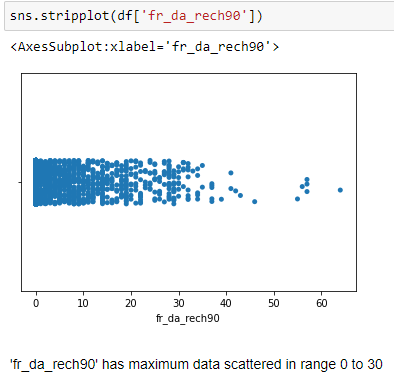 sns.stripplot(df['fr_da_rech90'])
<AxesSubplot:xlabel='fr_da_rech90'>
0 10 20 30 40 50 60
fr_da_rech90
'fr_da_rech90' has maximum data scattered in range 0 to 30